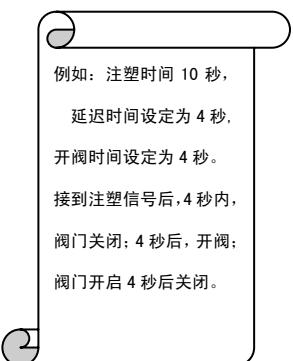 例如：注塑时间 10 秒，
延迟时间设定为 4 秒,
开阀时间设定为 4 秒。
接到注塑信号后，4 秒内，
阀门关闭；4 秒后，开阀；
阀门开启 4 秒后关闭。